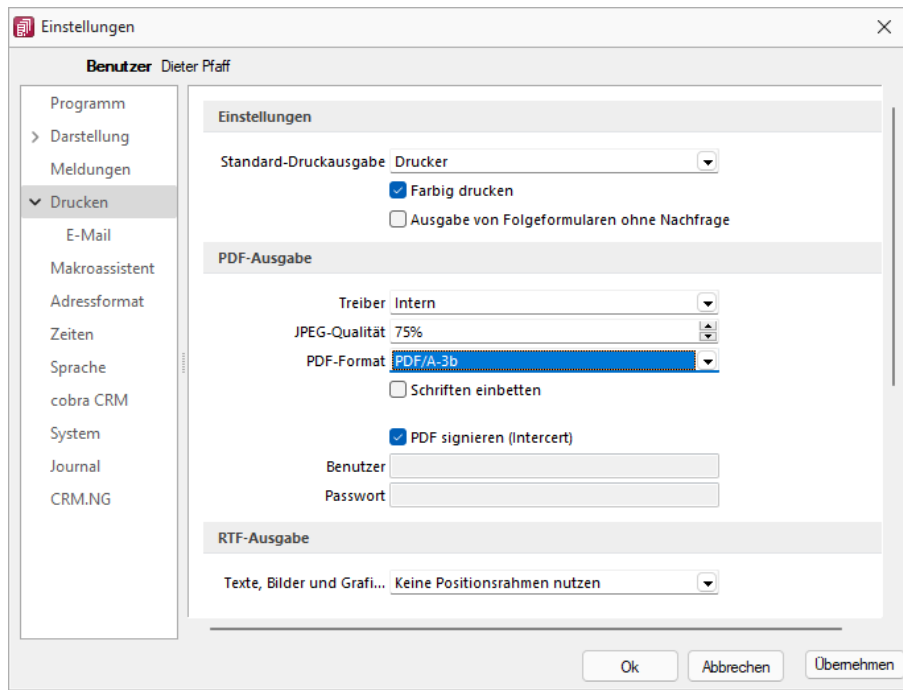 Einstellungen
Benutzer Dieter Pfaff
Programm
Darstellung
Meldungen
Drucken
E-Mail
Makroassistent
Adressformat
Zeiten
Sprache
cobra CRM
System
Journal
CRM.NG
Einstellungen
Standard-Druckausgabe Drucker
Farbig drucken
Ausgabe von Folgeformularen ohne Nachfrage
PDF-Ausgabe
Treiber Intern
JPEG-Qualität 75%
PDF-Format PDF/A-3b
Schriften einbetten
PDF signieren (Intercert)
Benutzer
Passwort
RTF-Ausgabe
Texte, Bilder und Grafi... Keine Positionsrahmen nutzen
Ok Abbrechen Übernehmen